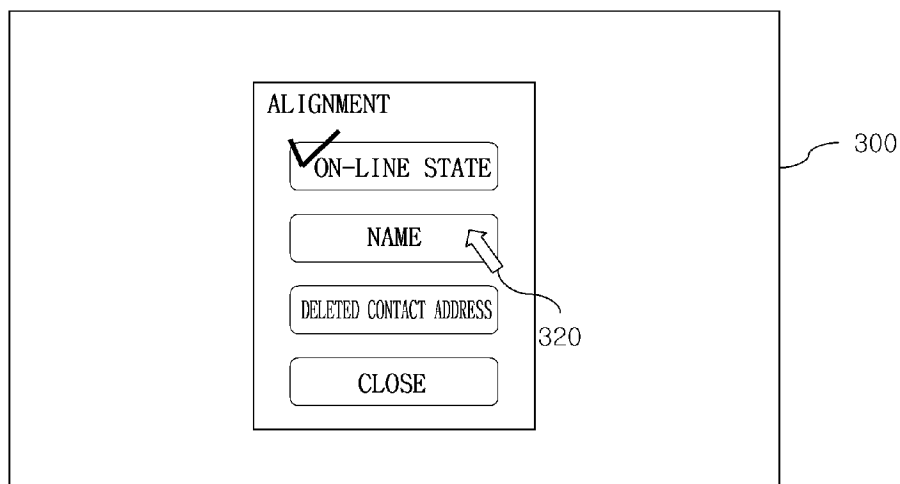 ALIGNMENT
ON-LINE STATE
300
NAME
DELETED CONTACT ADDRESS
320
CLOSE